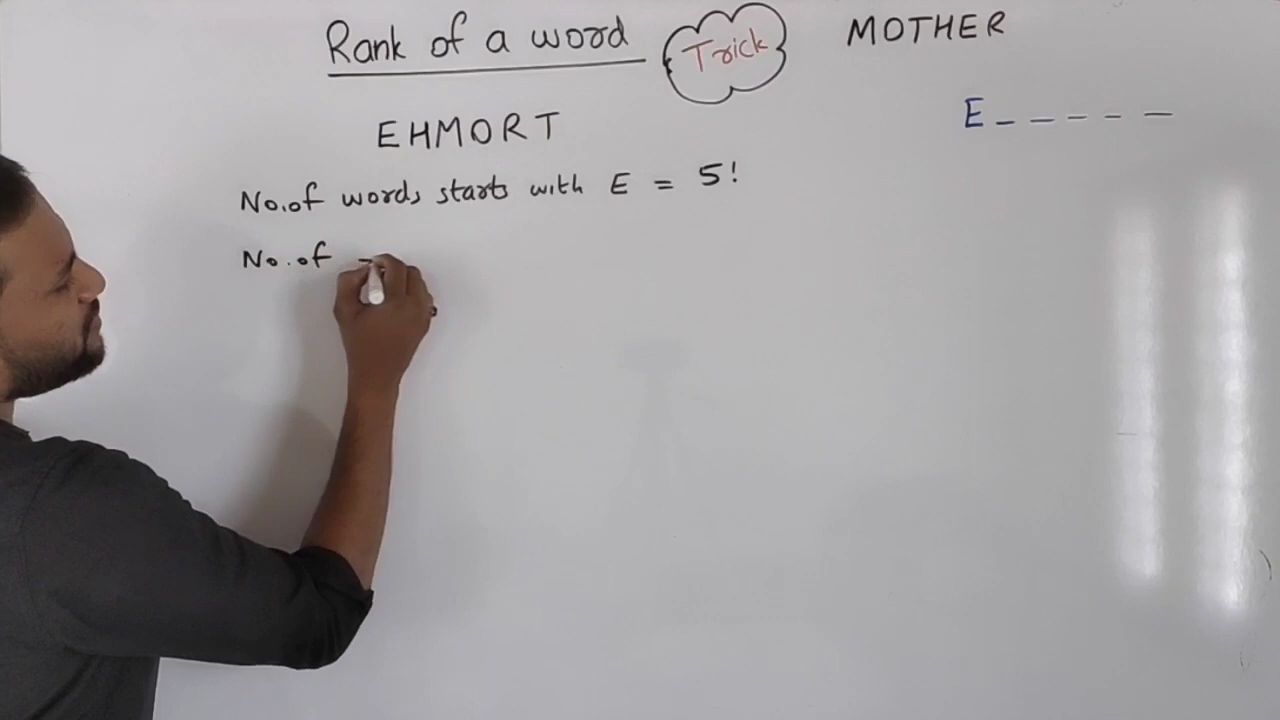 Rank of a word Trick MOTHER
EHMORT E _ _ _ _ _
No. of words starts with E = 5!
No. of